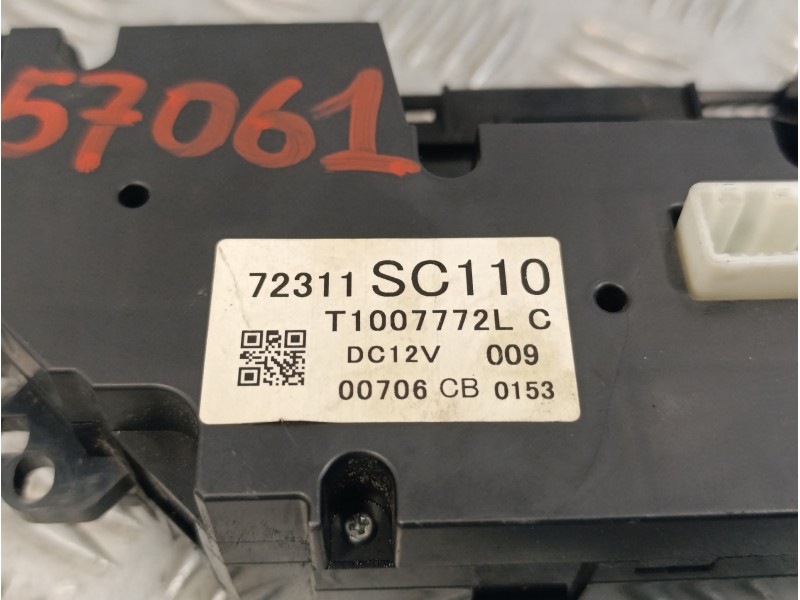 57061
72311 SC110
T1007772L C
DC12V 009
00706 CB 0153